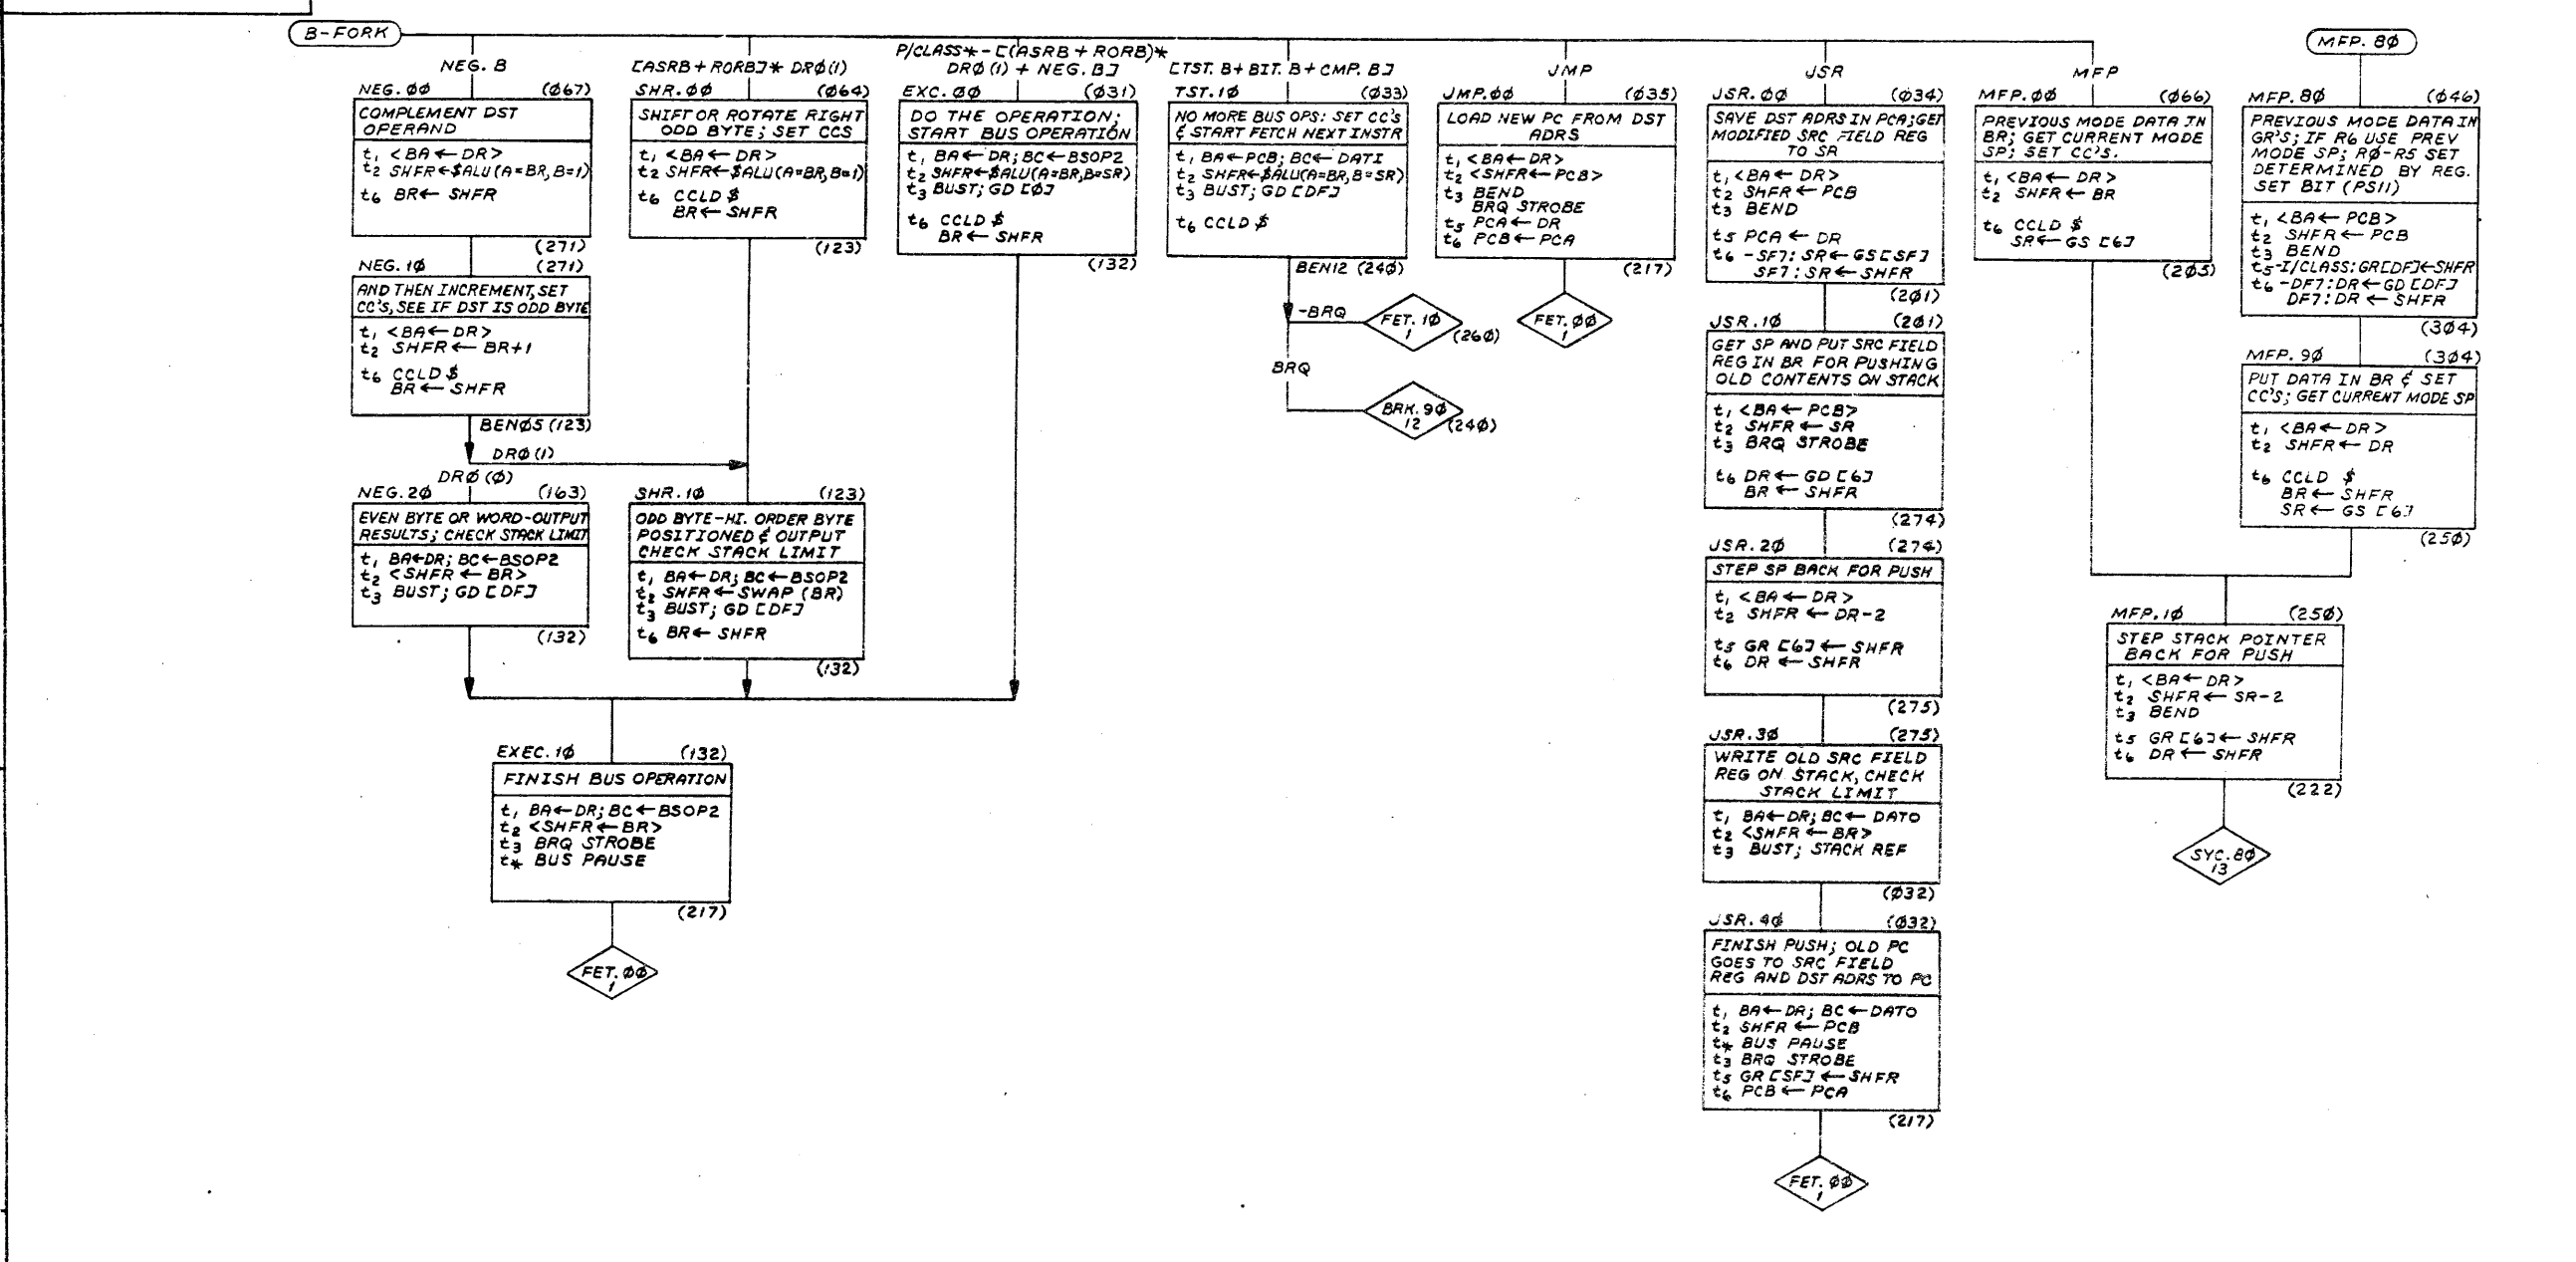 B-FORK
NEG. B
NEG. ØØ (Ø67)
COMPLEMENT DST
OPERAND
t1 <BA←DR>
t2 SHFR←$ALU(A=BR,B=1)
t6 BR←SHFR
(271)
NEG. 1Ø (271)
AND THEN INCREMENT, SET
CC'S, SEE IF DST IS ODD BYTE
t1 <BA←DR>
t2 SHFR←BR+1
t6 CCLD $
BR←SHFR
BENØ5 (123)
DRØ (1)
DRØ (Ø)
NEG. 2Ø (163)
EVEN BYTE OR WORD-OUTPUT
RESULTS; CHECK STACK LIMIT
t1 BA←DR; BC←BSOP2
t2 <SHFR←BR>
t3 BUST; GD [DF]
(132)
[ASRB + RORB]* DRØ(1)
SHR. ØØ (Ø64)
SHIFT OR ROTATE RIGHT
ODD BYTE; SET CCS
t1 <BA←DR>
t2 SHFR←$ALU(A=BR,B=1)
t6 CCLD $
BR←SHFR
(123)
SHR. 1Ø (123)
ODD BYTE-HI. ORDER BYTE
POSITIONED & OUTPUT
CHECK STACK LIMIT
t1 BA←DR; BC←BSOP2
t2 SHFR←SWAP (BR)
t3 BUST; GD [DF]
t6 BR←SHFR
(132)
P/CLASS*-[(ASRB + RORB)*
DRØ (1) + NEG. B]
EXC. ØØ (Ø31)
DO THE OPERATION;
START BUS OPERATION
t1 BA←DR; BC←BSOP2
t2 SHFR←$ALU(A=BR,B=SR)
t3 BUST; GD [Ø]
t6 CCLD $
BR←SHFR
(132)
EXEC. 1Ø (132)
FINISH BUS OPERATION
t1 BA←DR; BC←BSOP2
t2 <SHFR←BR>
t3 BRQ STROBE
t* BUS PAUSE
(217)
FET. ØØ
1
[TST. B + BIT. B + CMP. B]
TST. 1Ø (Ø33)
NO MORE BUS OPS: SET CC'S
& START FETCH NEXT INSTR
t1 BA←PCB; BC←DATI
t2 SHFR←$ALU(A=BR,B=SR)
t3 BUST; GD [DF]
t6 CCLD $
BEN12 (24Ø)
-BRQ
FET. 1Ø
1
(26Ø)
BRQ
BRK. 9Ø
12
(24Ø)
JMP
JMP. ØØ (Ø35)
LOAD NEW PC FROM DST
ADRS
t1 <BA←DR>
t2 <SHFR←PCB>
t3 BEND
BRQ STROBE
t5 PCA←DR
t6 PCB←PCA
(217)
FET. ØØ
1
JSR
JSR. ØØ (Ø34)
SAVE DST ADRS IN PCA; GET
MODIFIED SRC FIELD REG
TO SR
t1 <BA←DR>
t2 SHFR←PCB
t3 BEND
t5 PCA←DR
t6 -SF7: SR←GS[SF]
SF7: SR←SHFR
(2Ø1)
JSR. 1Ø (2Ø1)
GET SP AND PUT SRC FIELD
REG IN BR FOR PUSHING
OLD CONTENTS ON STACK
t1 <BA←PCB>
t2 SHFR←SR
t3 BRQ STROBE
t6 DR←GD [6]
BR←SHFR
(274)
JSR. 2Ø (274)
STEP SP BACK FOR PUSH
t1 <BA←DR>
t2 SHFR←DR-2
t5 GR [6]←SHFR
t6 DR←SHFR
(275)
JSR. 3Ø (275)
WRITE OLD SRC FIELD
REG ON STACK, CHECK
STACK LIMIT
t1 BA←DR; BC←DATO
t2 <SHFR←BR>
t3 BUST; STACK REF
(Ø32)
JSR. 4Ø (Ø32)
FINISH PUSH; OLD PC
GOES TO SRC FIELD
REG AND DST ADRS TO PC
t1 BA←DR; BC←DATO
t2 SHFR←PCB
t* BUS PAUSE
t3 BRQ STROBE
t5 GR [SF]←SHFR
t6 PCB←PCA
(217)
FET. ØØ
1
MFP
MFP. ØØ (Ø66)
PREVIOUS MODE DATA IN
BR; GET CURRENT MODE
SP; SET CC'S.
t1 <BA←DR>
t2 SHFR←BR
t6 CCLD $
SR←GS [6]
(2Ø5)
MFP. 8Ø
MFP. 8Ø (Ø46)
PREVIOUS MODE DATA IN
GR'S; IF R6 USE PREV
MODE SP; RØ-R5 SET
DETERMINED BY REG.
SET BIT (PS11)
t1 <BA←PCB>
t2 SHFR←PCB
t3 BEND
t5 -I/CLASS: GR[DF]←SHFR
t6 -DF7: DR←GD [DF]
DF7: DR←SHFR
(3Ø4)
MFP. 9Ø (3Ø4)
PUT DATA IN BR & SET
CC'S; GET CURRENT MODE SP
t1 <BA←DR>
t2 SHFR←DR
t6 CCLD $
BR←SHFR
SR←GS [6]
(25Ø)
MFP. 1Ø (25Ø)
STEP STACK POINTER
BACK FOR PUSH
t1 <BA←DR>
t2 SHFR←SR-2
t3 BEND
t5 GR [6]←SHFR
t6 DR←SHFR
(222)
SYC. 8Ø
13